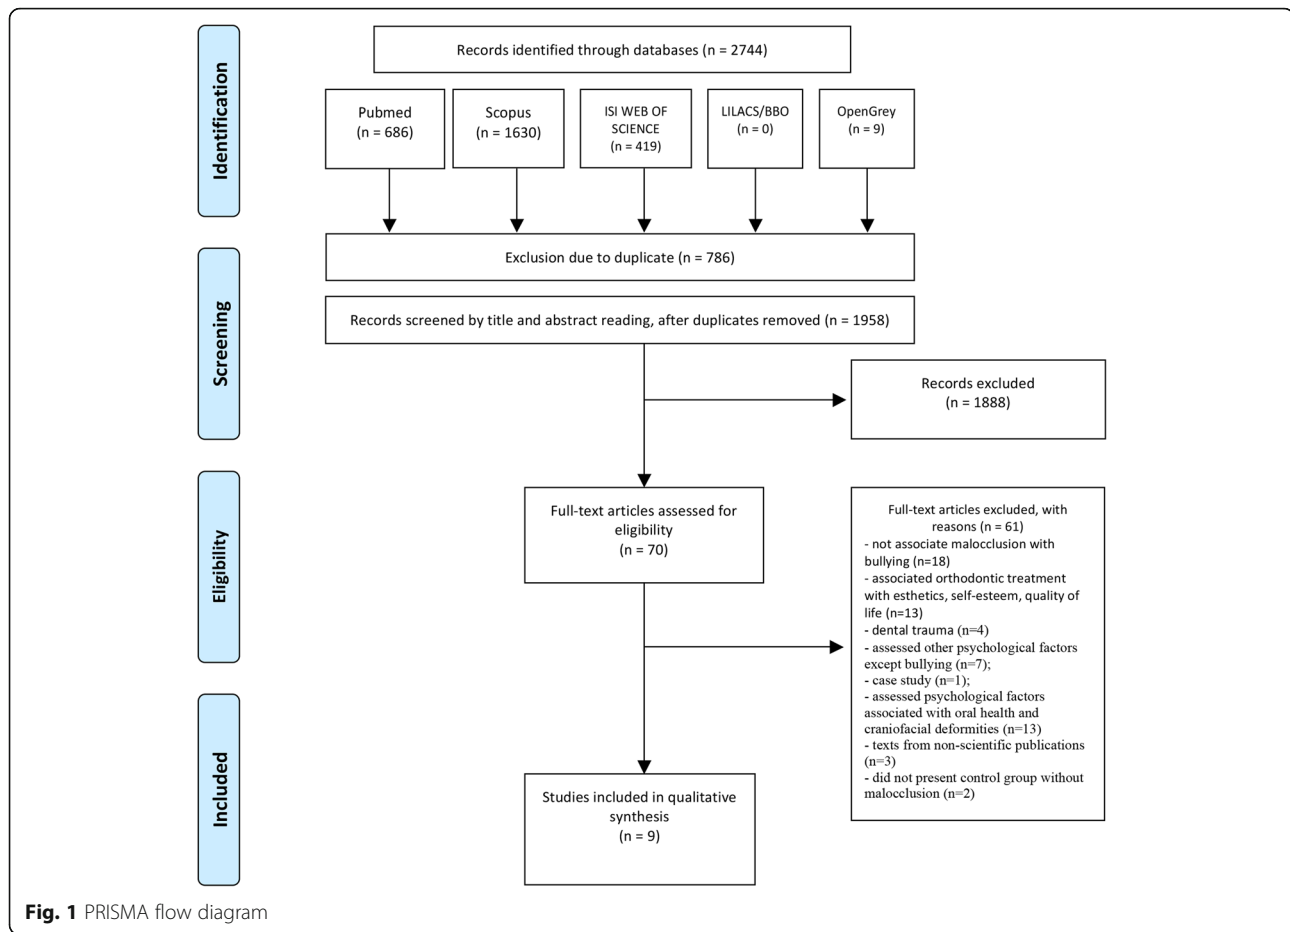 Identification
Records identified through databases (n = 2744)
Pubmed
(n = 686)
Scopus
(n = 1630)
ISI WEB OF
SCIENCE
(n = 419)
LILACS/BBO
(n = 0)
OpenGrey
(n = 9)
Exclusion due to duplicate (n = 786)
Screening
Records screened by title and abstract reading, after duplicates removed (n = 1958)
Records excluded
(n = 1888)
Eligibility
Full-text articles assessed for
eligibility
(n = 70)
Full-text articles excluded, with
reasons (n = 61)
- not associate malocclusion with
bullying (n=18)
- associated orthodontic treatment
with esthetics, self-esteem, quality of
life (n=13)
- dental trauma (n=4)
- assessed other psychological factors
except bullying (n=7);
- case study (n=1);
- assessed psychological factors
associated with oral health and
craniofacial deformities (n=13)
- texts from non-scientific publications
(n=3)
- did not present control group without
malocclusion (n=2)
Included
Studies included in qualitative
synthesis
(n = 9)
Fig. 1 PRISMA flow diagram